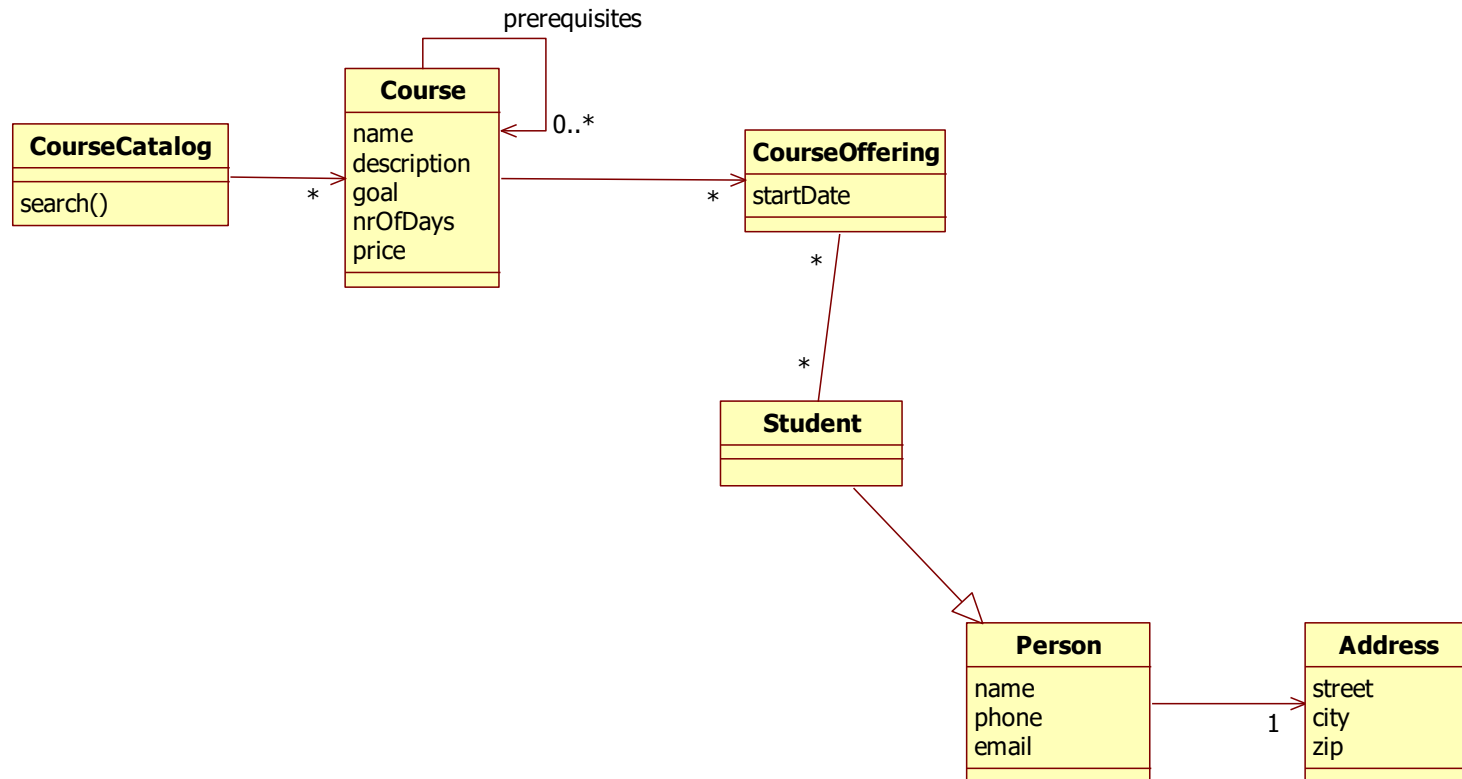 prerequisites
Course
name
description
goal
nrOfDays
price
0..*
CourseCatalog
search()
*
CourseOffering
startDate
*
*
*
Student
Person
name
phone
email
1
Address
street
city
zip